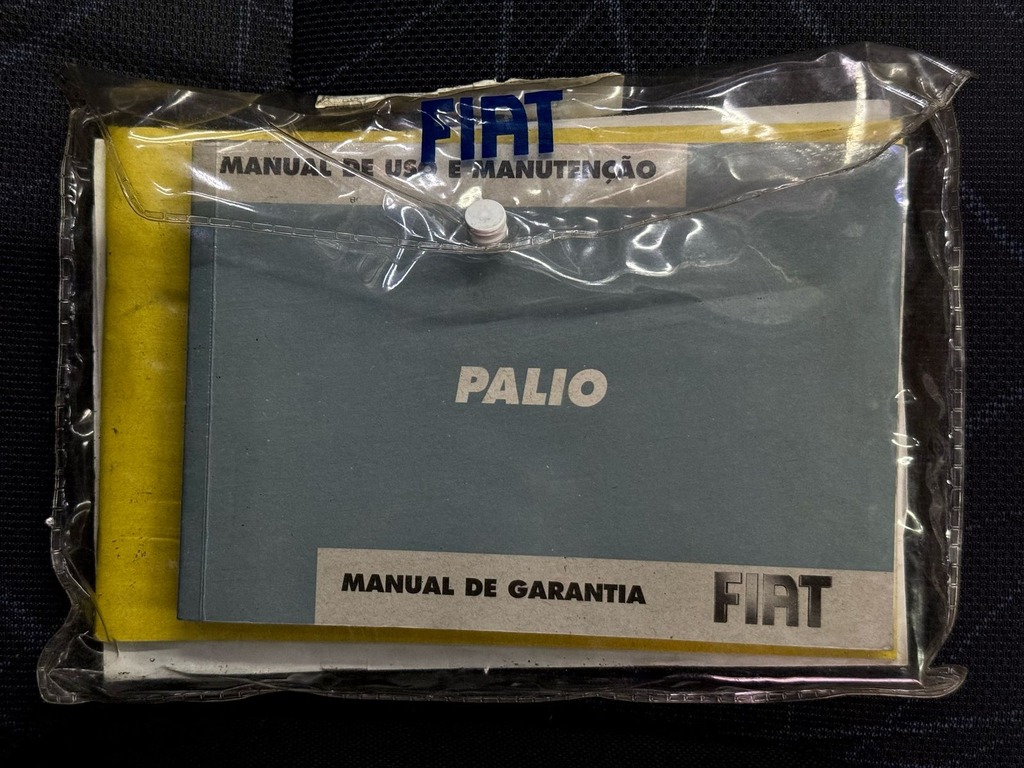 FIAT
MANUAL DE USO E MANUTENÇÃO
PALIO
MANUAL DE GARANTIA
FIAT